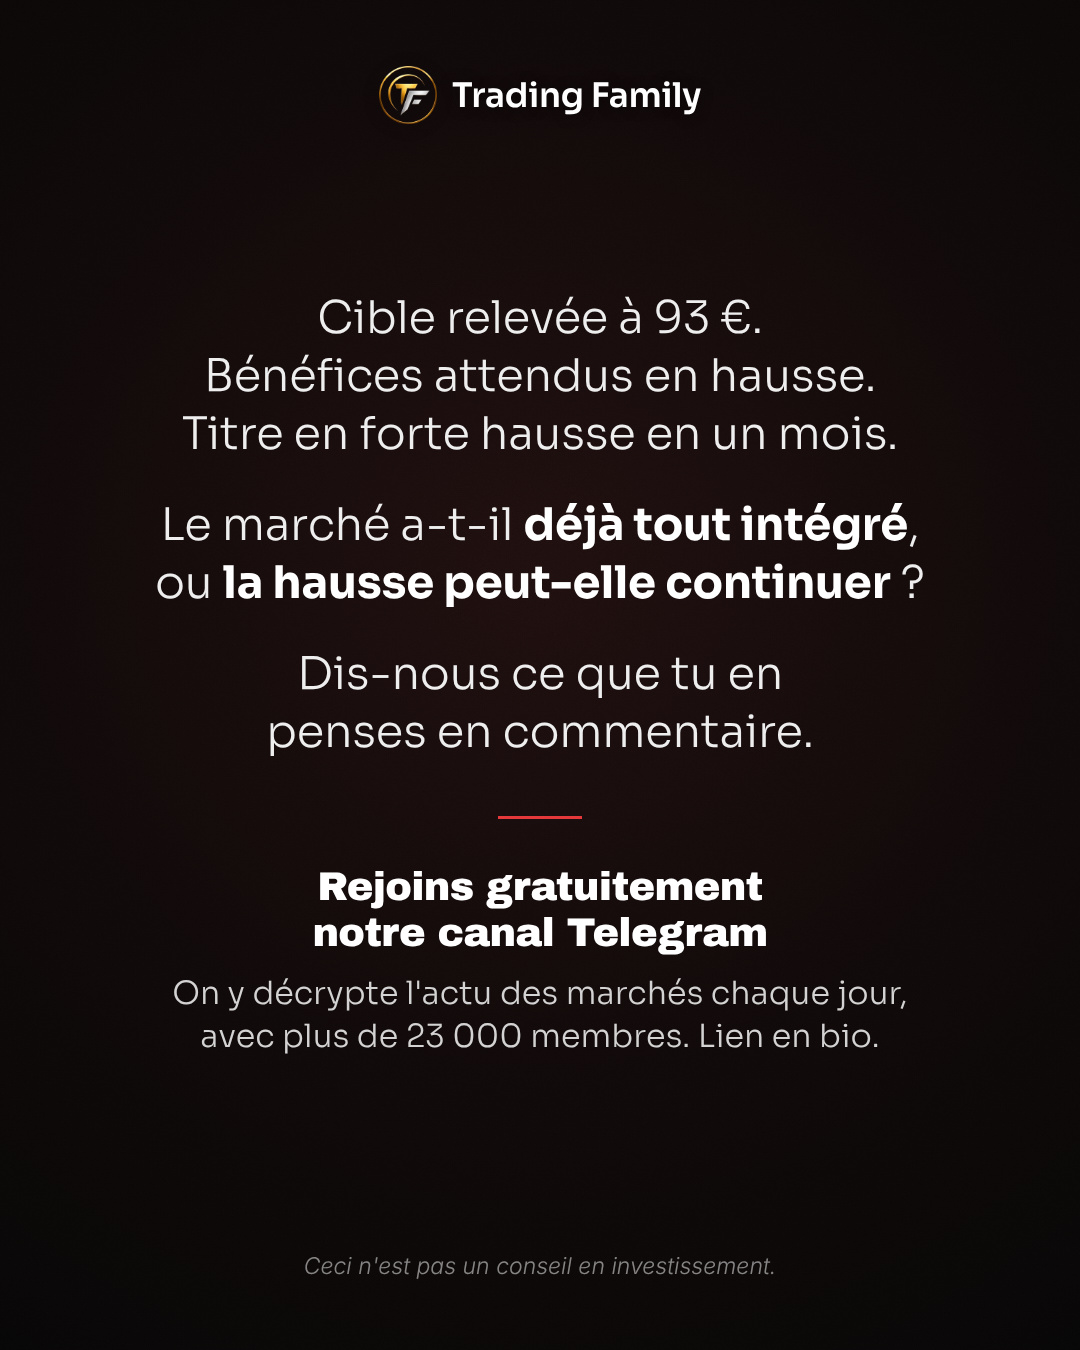 TF Trading Family
Cible relevée à 93 €.
Bénéfices attendus en hausse.
Titre en forte hausse en un mois.
Le marché a-t-il déjà tout intégré,
ou la hausse peut-elle continuer ?
Dis-nous ce que tu en
penses en commentaire.
Rejoins gratuitement
notre canal Telegram
On y décrypte l'actu des marchés chaque jour,
avec plus de 23 000 membres. Lien en bio.
Ceci n'est pas un conseil en investissement.